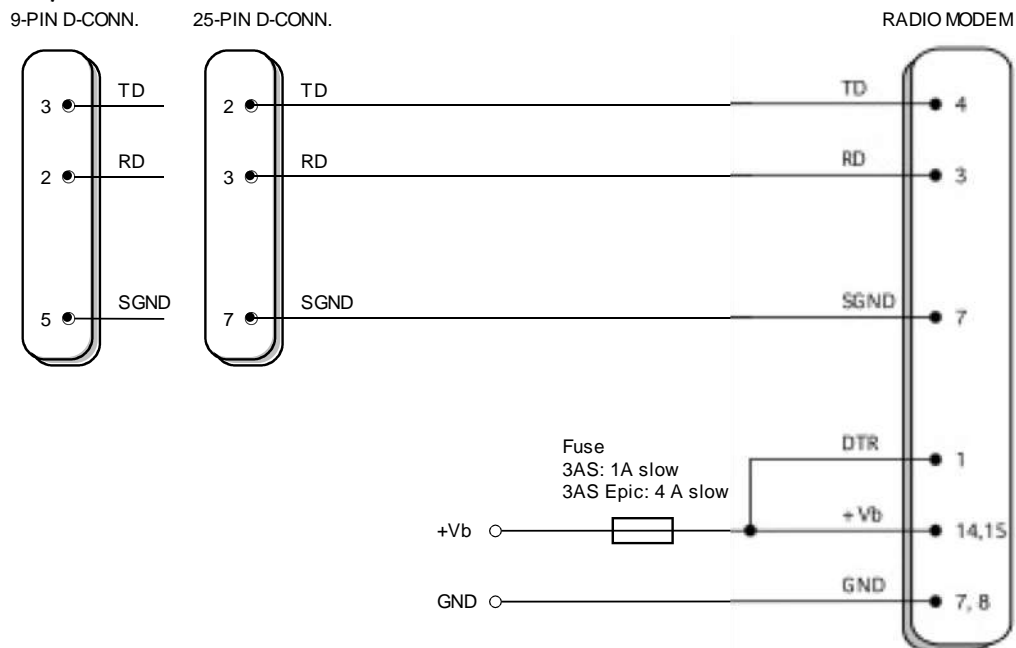 9-PIN D-CONN. 25-PIN D-CONN. RADIO MODEM
3 TD 2 TD TD 4
2 RD 3 RD RD 3
5 SGND 7 SGND SGND 7
DTR 1
Fuse
3AS: 1A slow
3AS Epic: 4 A slow
+Vb +Vb 14,15
GND GND 7, 8